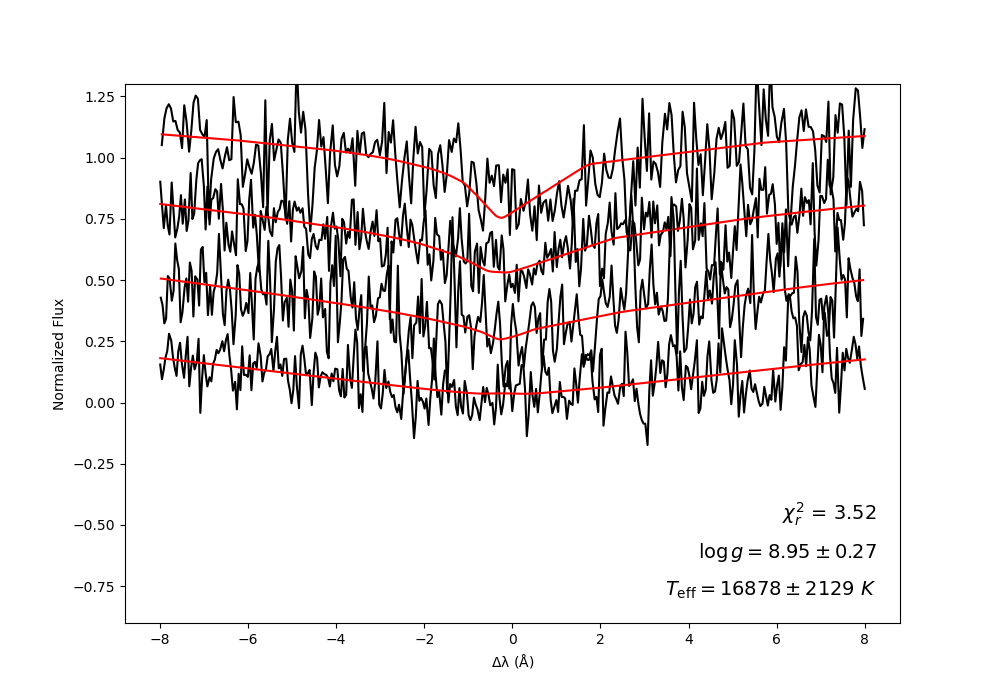 1.25
1.00
0.75
0.50
0.25
0.00
−0.25
−0.50
−0.75
Normalized Flux
χ²ᵣ = 3.52
log g = 8.95 ± 0.27
T_eff = 16878 ± 2129 K
−8 −6 −4 −2 0 2 4 6 8
Δλ (Å)